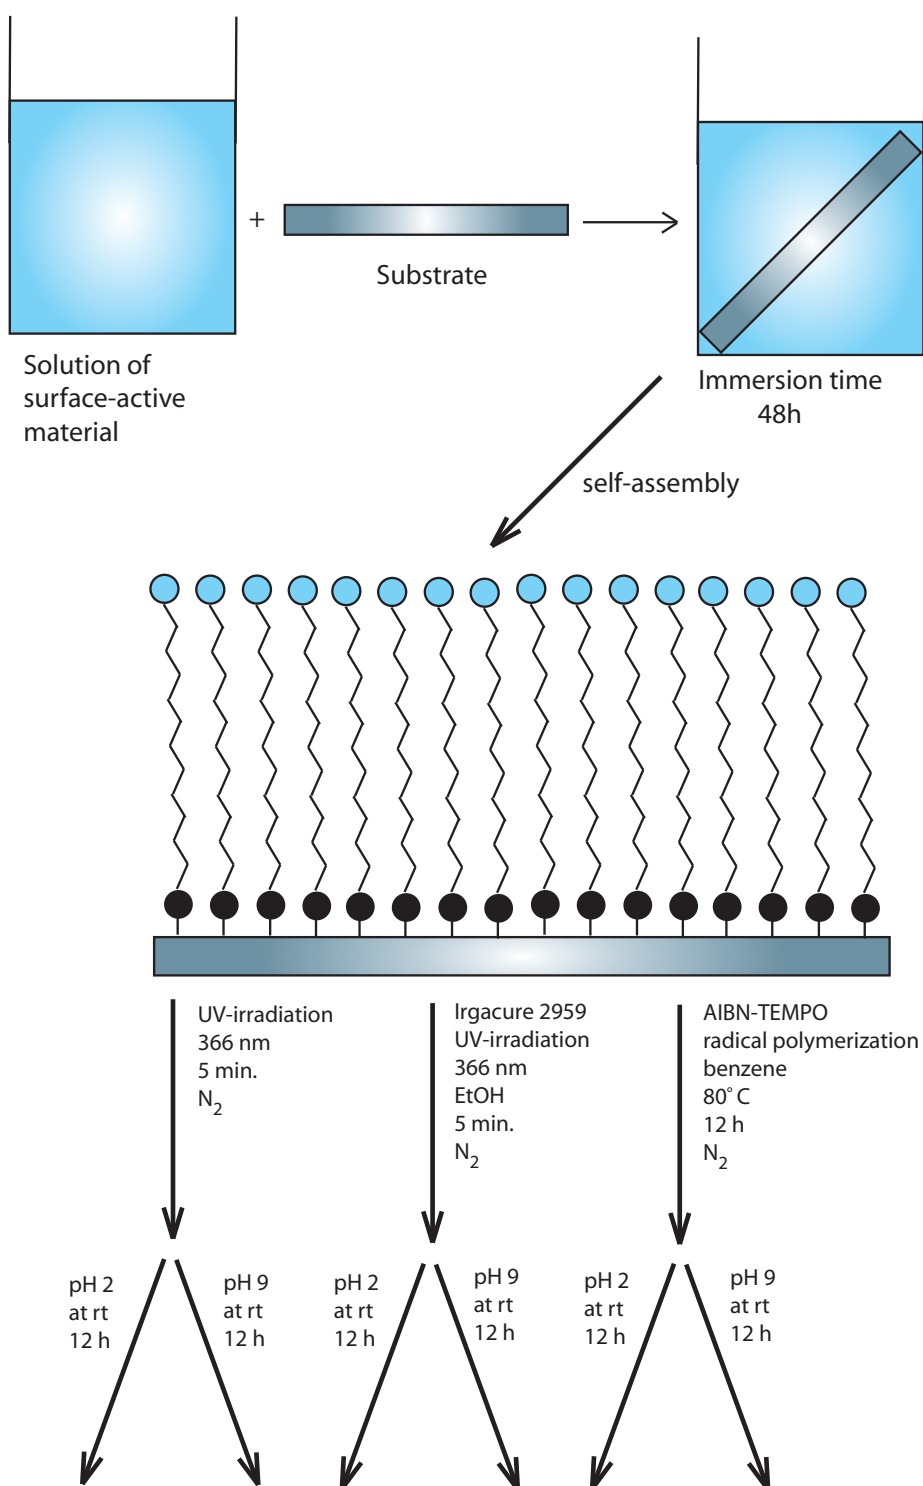 +
Substrate
Solution of
surface-active
material
Immersion time
48h
self-assembly
UV-irradiation
366 nm
5 min.
N2
Irgacure 2959
UV-irradiation
366 nm
EtOH
5 min.
N2
AIBN-TEMPO
radical polymerization
benzene
80° C
12 h
N2
pH 2
at rt
12 h
pH 9
at rt
12 h
pH 2
at rt
12 h
pH 9
at rt
12 h
pH 2
at rt
12 h
pH 9
at rt
12 h